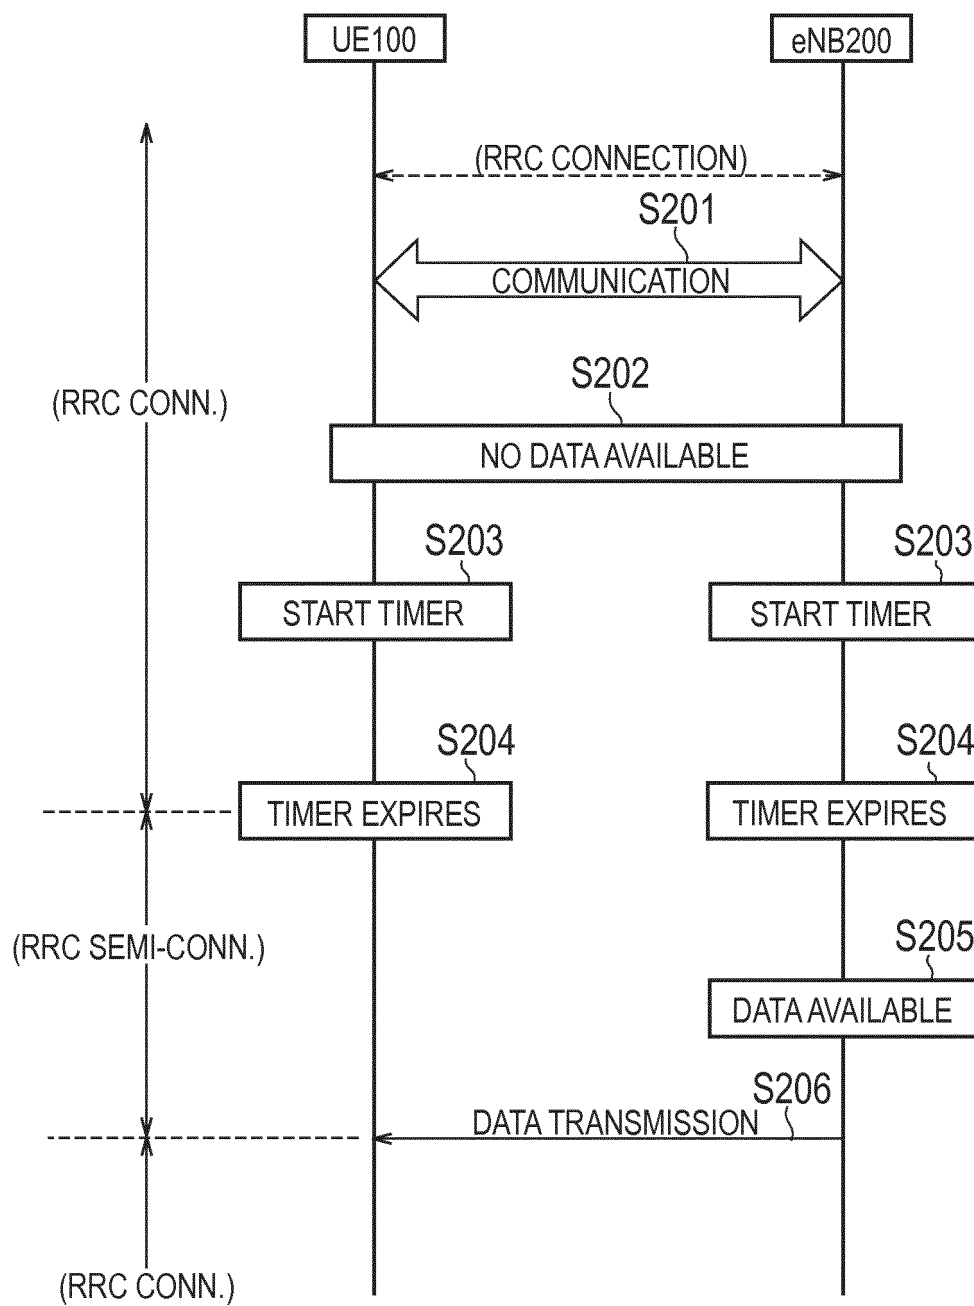 UE100
eNB200
(RRC CONNECTION)
S201
COMMUNICATION
S202
(RRC CONN.)
NO DATA AVAILABLE
S203
S203
START TIMER
START TIMER
S204
S204
TIMER EXPIRES
TIMER EXPIRES
S205
(RRC SEMI-CONN.)
DATA AVAILABLE
S206
DATA TRANSMISSION
(RRC CONN.)